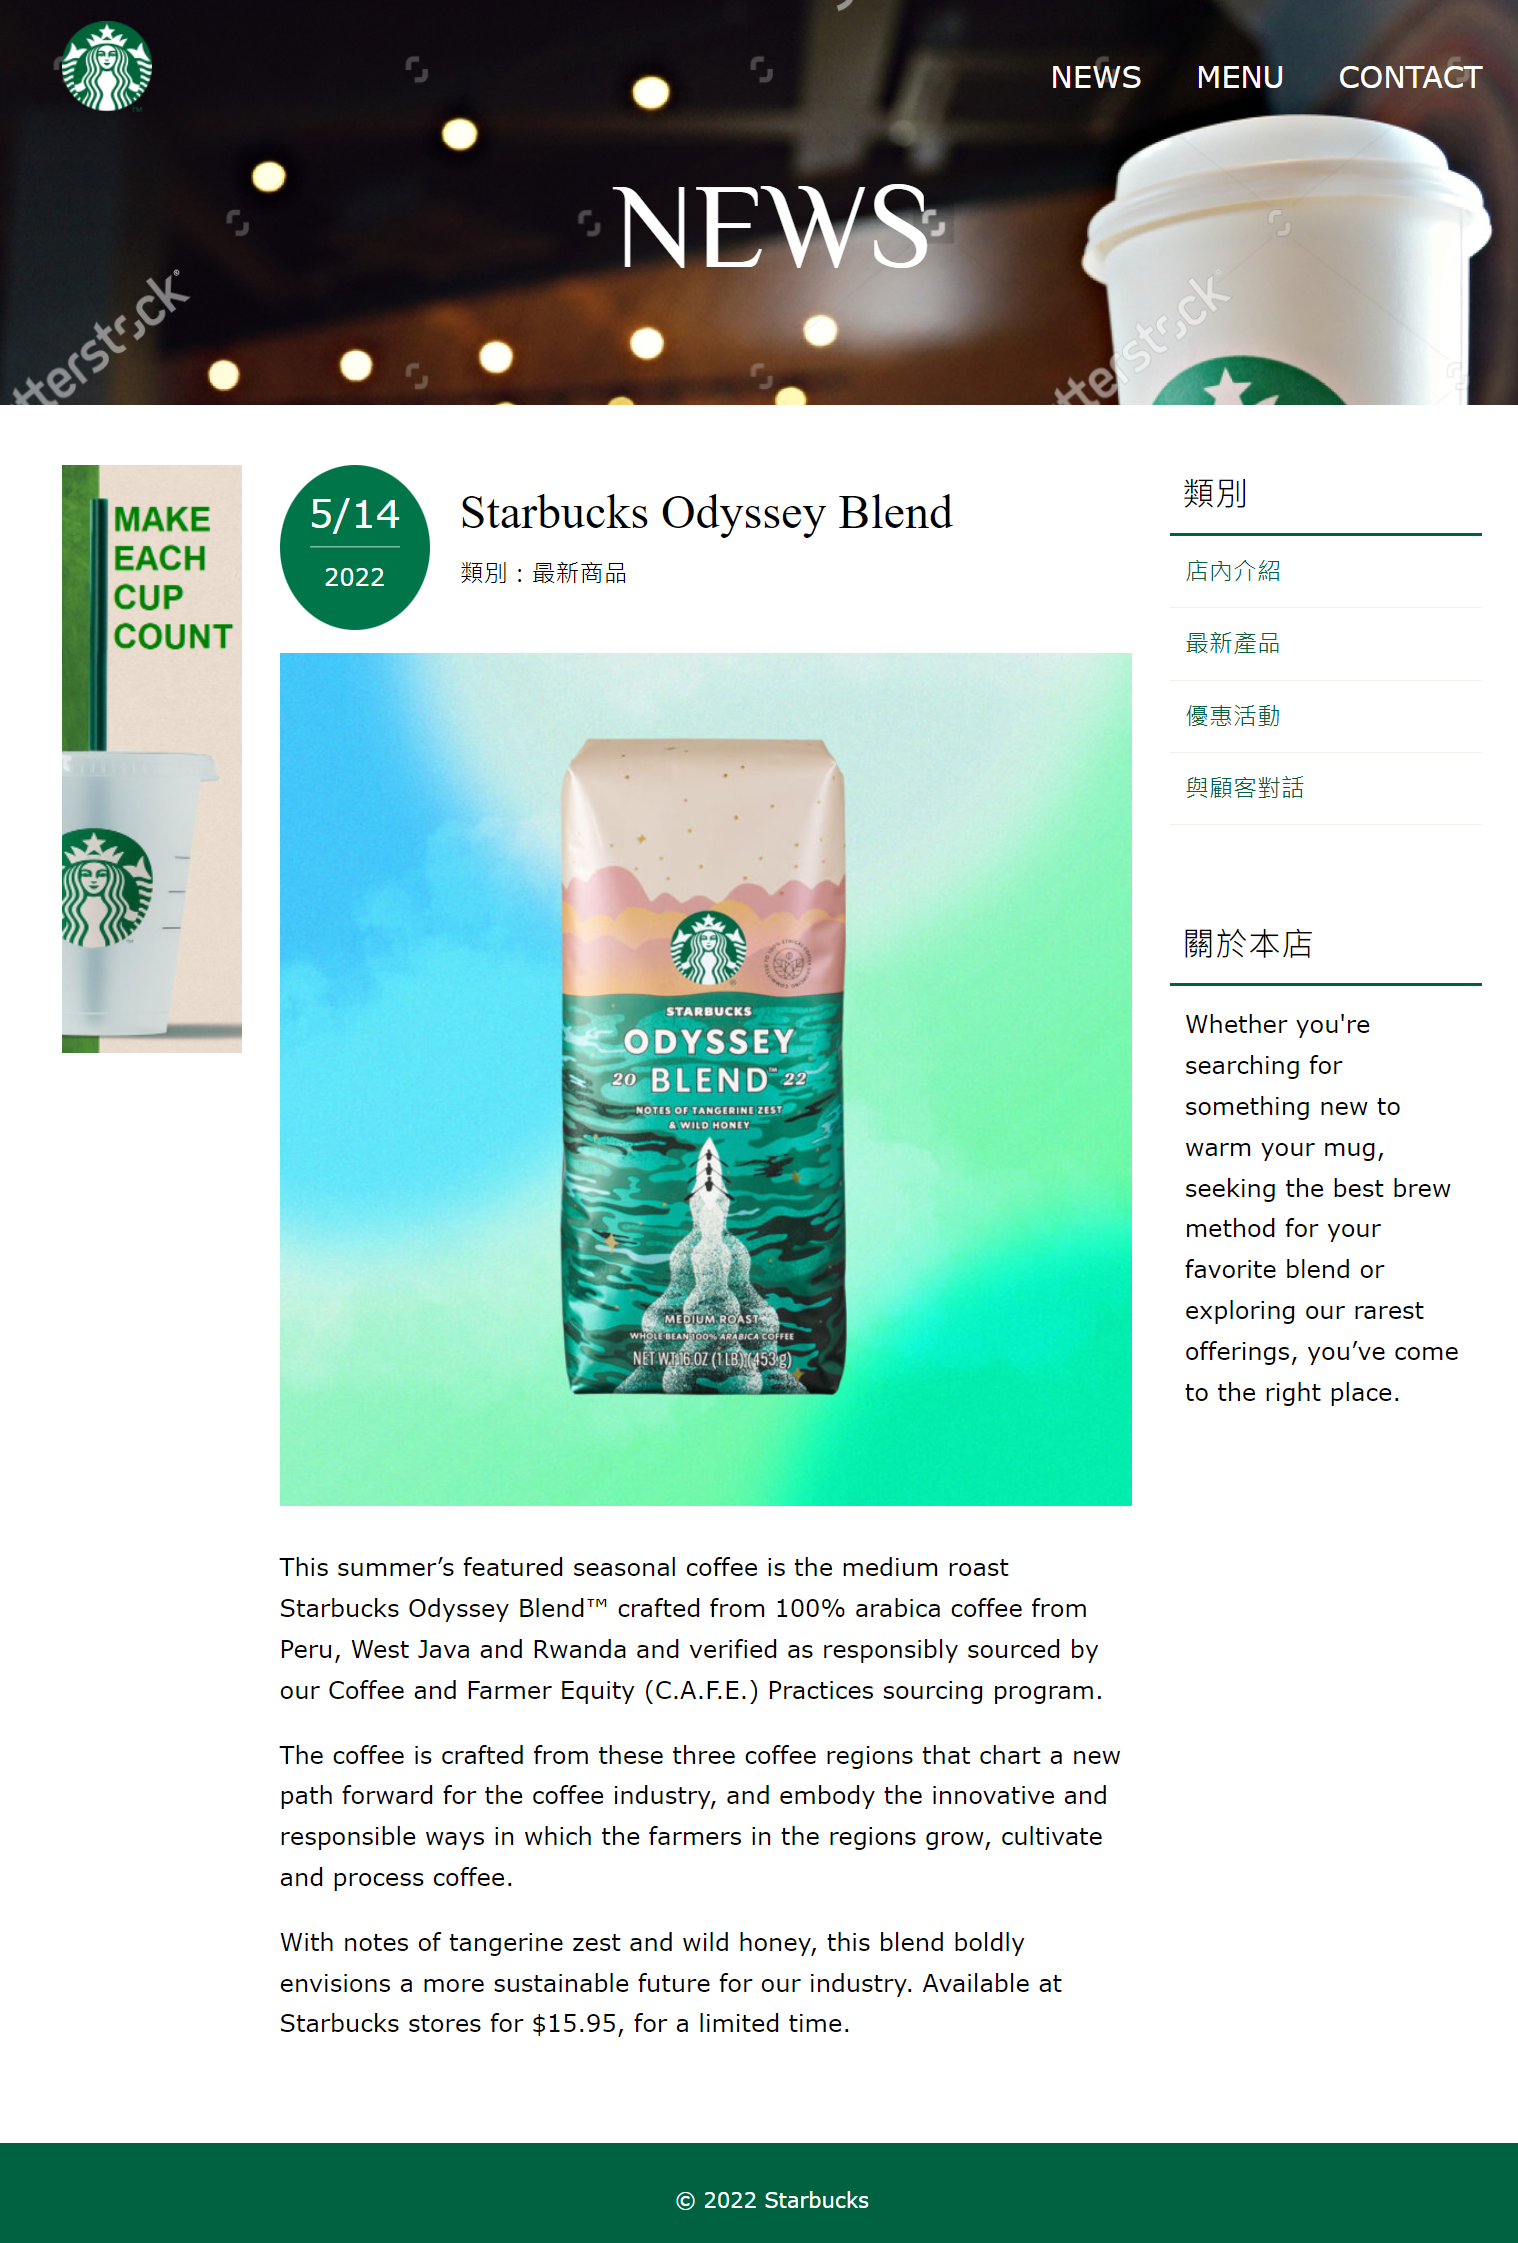 NEWS MENU CONTACT
NEWS
shutterstock
shutterstock
MAKE
EACH
CUP
COUNT
5/14
2022
Starbucks Odyssey Blend
類別：最新商品
STARBUCKS
ODYSSEY
20 BLEND™ 22
NOTES OF TANGERINE ZEST
& WILD HONEY
MEDIUM ROAST
WHOLE BEAN 100% ARABICA COFFEE
NET WT 16 OZ (1 LB) (453 g)
This summer’s featured seasonal coffee is the medium roast
Starbucks Odyssey Blend™ crafted from 100% arabica coffee from
Peru, West Java and Rwanda and verified as responsibly sourced by
our Coffee and Farmer Equity (C.A.F.E.) Practices sourcing program.
The coffee is crafted from these three coffee regions that chart a new
path forward for the coffee industry, and embody the innovative and
responsible ways in which the farmers in the regions grow, cultivate
and process coffee.
With notes of tangerine zest and wild honey, this blend boldly
envisions a more sustainable future for our industry. Available at
Starbucks stores for $15.95, for a limited time.
類別
店內介紹
最新產品
優惠活動
與顧客對話
關於本店
Whether you're
searching for
something new to
warm your mug,
seeking the best brew
method for your
favorite blend or
exploring our rarest
offerings, you’ve come
to the right place.
© 2022 Starbucks